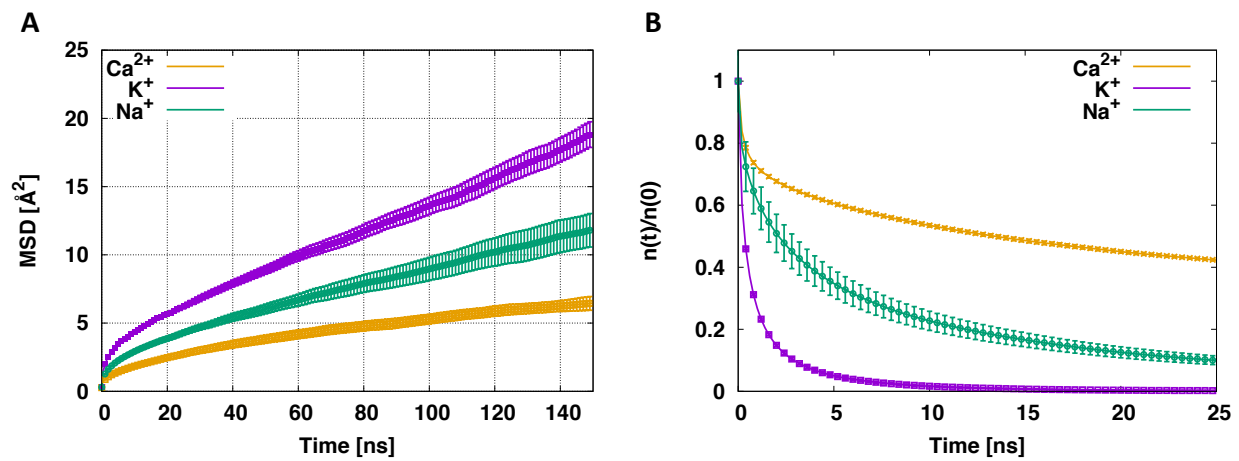 A
MSD [Å²]
25
20
15
10
5
0
Ca²⁺
K⁺
Na⁺
0 20 40 60 80 100 120 140
Time [ns]
B
n(t)/n(0)
1
0.8
0.6
0.4
0.2
0
Ca²⁺
K⁺
Na⁺
0 5 10 15 20 25
Time [ns]